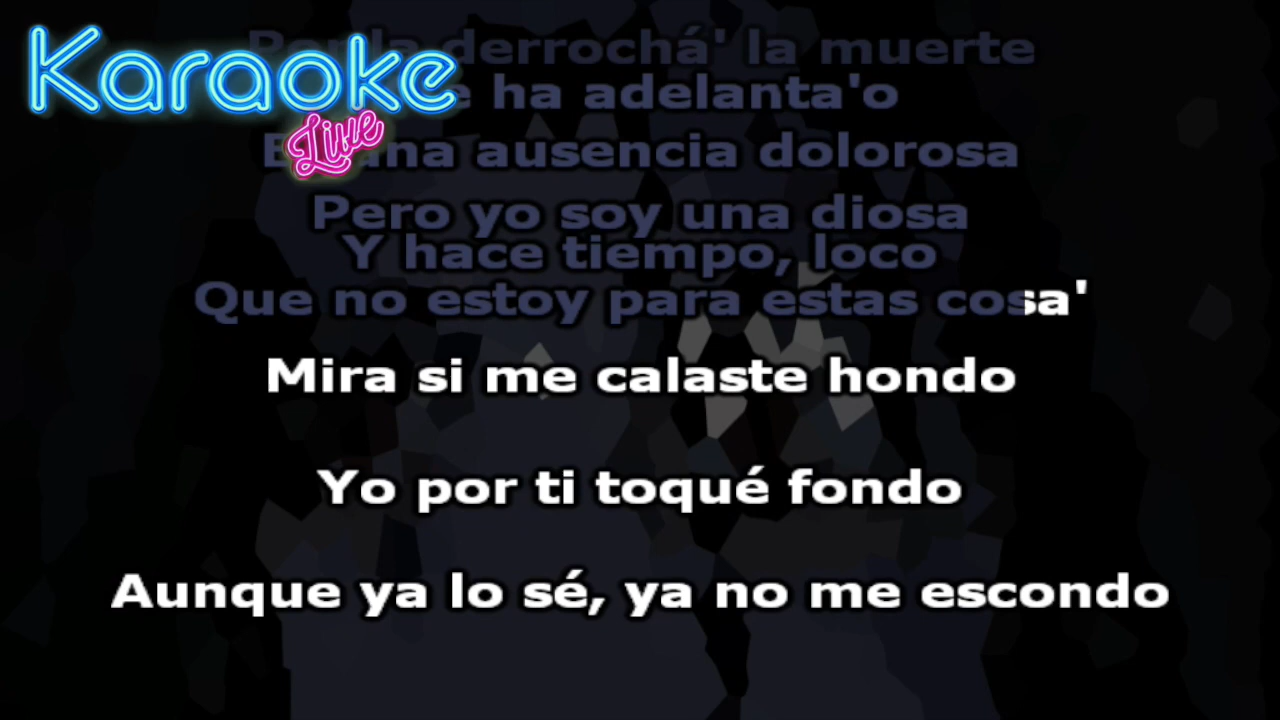 Karaoke
Live
derrochá' la muerte
ha adelanta'o
una ausencia dolorosa
Pero yo soy una diosa
Y hace tiempo, loco
Que no estoy para estas cosa'
Mira si me calaste hondo
Yo por ti toqué fondo
Aunque ya lo sé, ya no me escondo